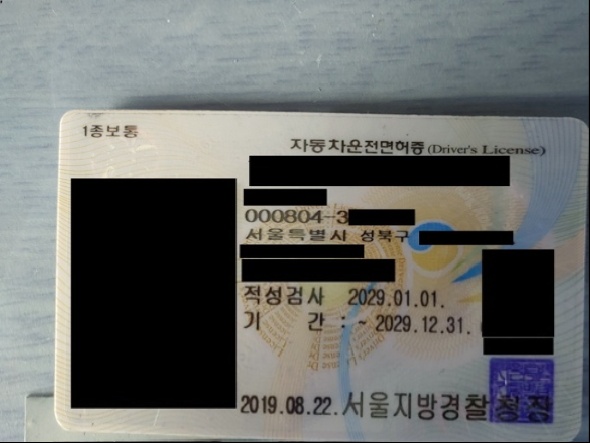 1종보통
자동차운전면허증 (Driver's License)
000804-3
서울특별시 성북구
적성검사 2029.01.01.
기 간 : ~ 2029.12.31.
2019.08.22. 서울지방경찰청장